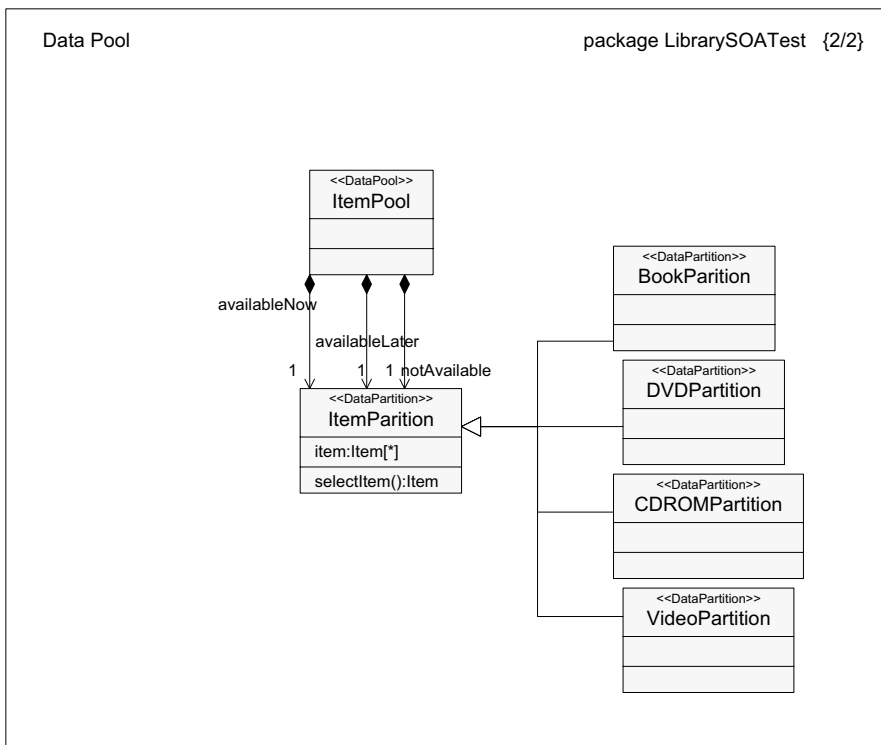 Data Pool
package LibrarySOATest {2/2}
<<DataPool>>
ItemPool
availableNow
availableLater
1
1
1
notAvailable
<<DataPartition>>
ItemParition
item:Item[*]
selectItem():Item
<<DataPartition>>
BookParition
<<DataPartition>>
DVDPartition
<<DataPartition>>
CDROMPartition
<<DataPartition>>
VideoPartition